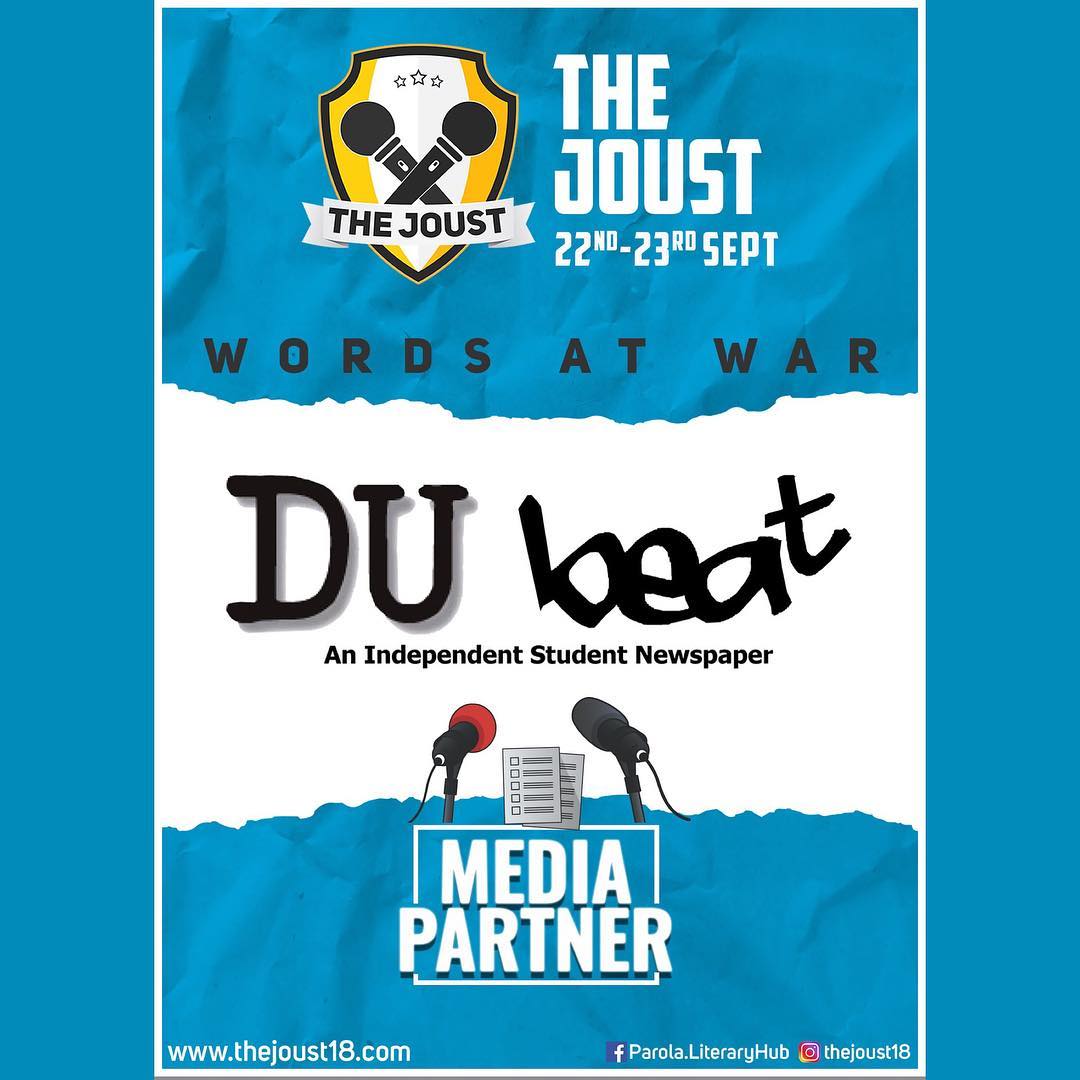 THE JOUST
THE
JOUST
22ND-23RD SEPT
WORDS AT WAR
DU beat
An Independent Student Newspaper
MEDIA
PARTNER
www.thejoust18.com
Parola.LiteraryHub thejoust18